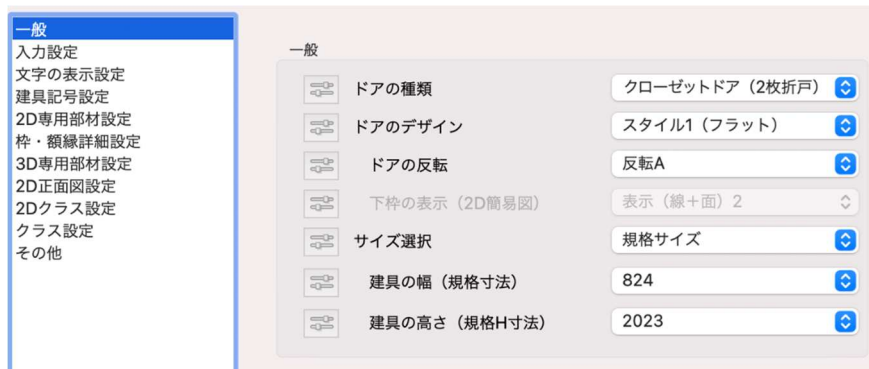 一般
入力設定
文字の表示設定
建具記号設定
2D専用部材設定
枠・額縁詳細設定
3D専用部材設定
2D正面図設定
2Dクラス設定
クラス設定
その他
一般
ドアの種類 クローゼットドア（2枚折戸）
ドアのデザイン スタイル1（フラット）
ドアの反転 反転A
下枠の表示（2D簡易図） 表示（線＋面）2
サイズ選択 規格サイズ
建具の幅（規格寸法） 824
建具の高さ（規格H寸法） 2023